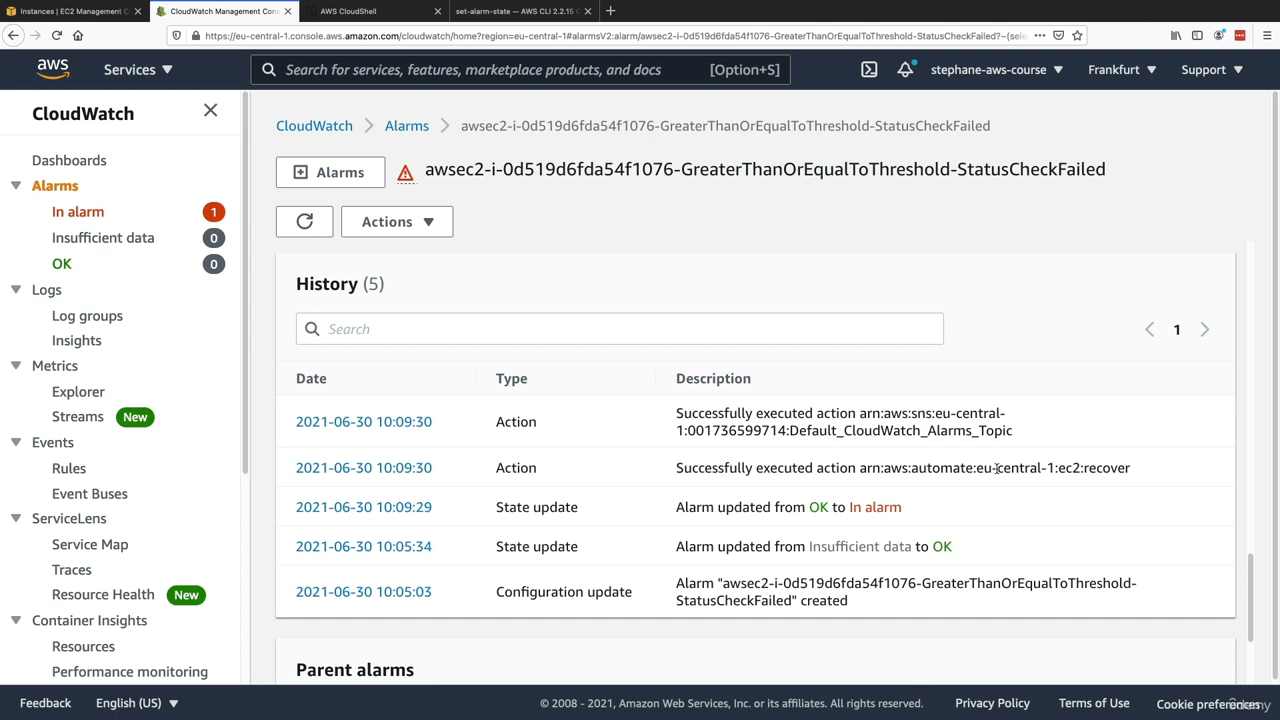 Instances | EC2 Management C
CloudWatch Management Con
AWS CloudShell
set-alarm-state — AWS CLI 2.2.15 C
https://eu-central-1.console.aws.amazon.com/cloudwatch/home?region=eu-central-1#alarmsV2:alarm/awsec2-i-0d519d6fda54f1076-GreaterThanOrEqualToThreshold-StatusCheckFailed?~(sele
aws
Services
Search for services, features, marketplace products, and docs
[Option+S]
stephane-aws-course
Frankfurt
Support
CloudWatch
Dashboards
Alarms
In alarm 1
Insufficient data 0
OK 0
Logs
Log groups
Insights
Metrics
Explorer
Streams New
Events
Rules
Event Buses
ServiceLens
Service Map
Traces
Resource Health New
Container Insights
Resources
Performance monitoring
CloudWatch > Alarms > awsec2-i-0d519d6fda54f1076-GreaterThanOrEqualToThreshold-StatusCheckFailed
Alarms
awsec2-i-0d519d6fda54f1076-GreaterThanOrEqualToThreshold-StatusCheckFailed
Actions
History (5)
Search
1
Date Type Description
2021-06-30 10:09:30 Action Successfully executed action arn:aws:sns:eu-central-
1:001736599714:Default_CloudWatch_Alarms_Topic
2021-06-30 10:09:30 Action Successfully executed action arn:aws:automate:eu-central-1:ec2:recover
2021-06-30 10:09:29 State update Alarm updated from OK to In alarm
2021-06-30 10:05:34 State update Alarm updated from Insufficient data to OK
2021-06-30 10:05:03 Configuration update Alarm "awsec2-i-0d519d6fda54f1076-GreaterThanOrEqualToThreshold-
StatusCheckFailed" created
Parent alarms
Feedback
English (US)
© 2008 - 2021, Amazon Web Services, Inc. or its affiliates. All rights reserved.
Privacy Policy
Terms of Use
Cookie preferences
Udemy